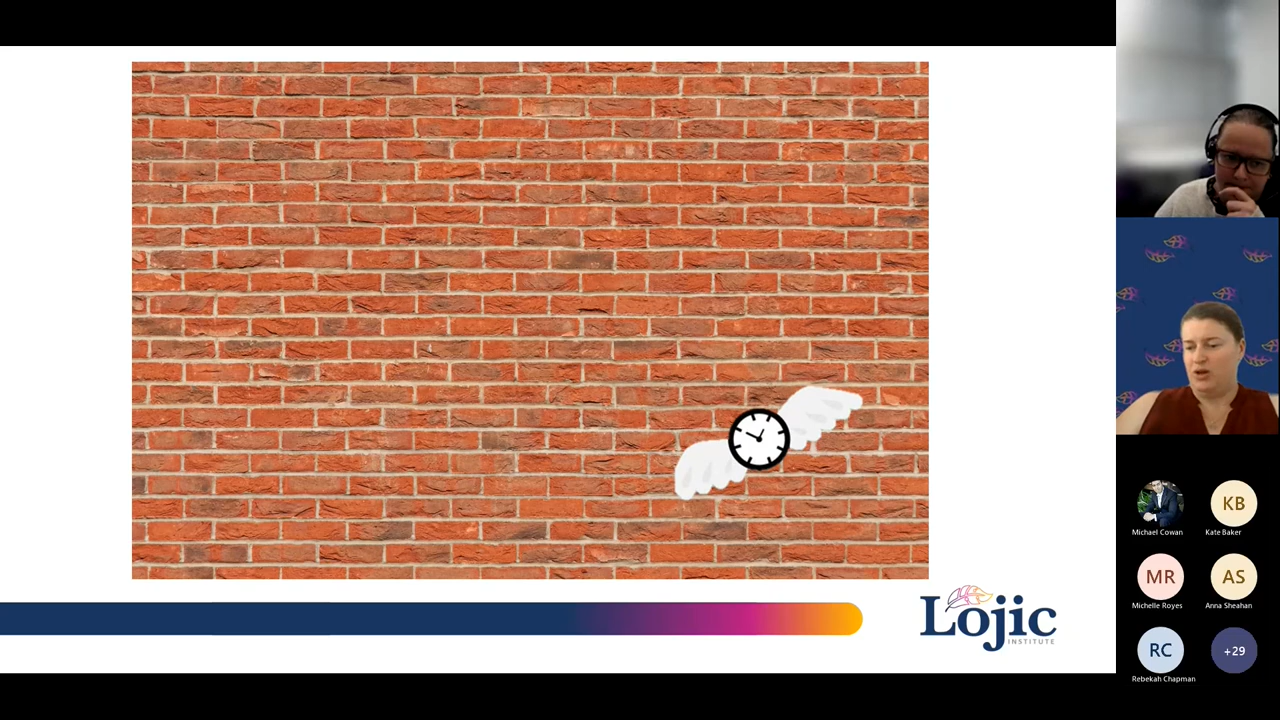 Lojic
INSTITUTE
Michael Cowan
KB
Kate Baker
MR
Michelle Royes
AS
Anna Sheahan
RC
Rebekah Chapman
+29